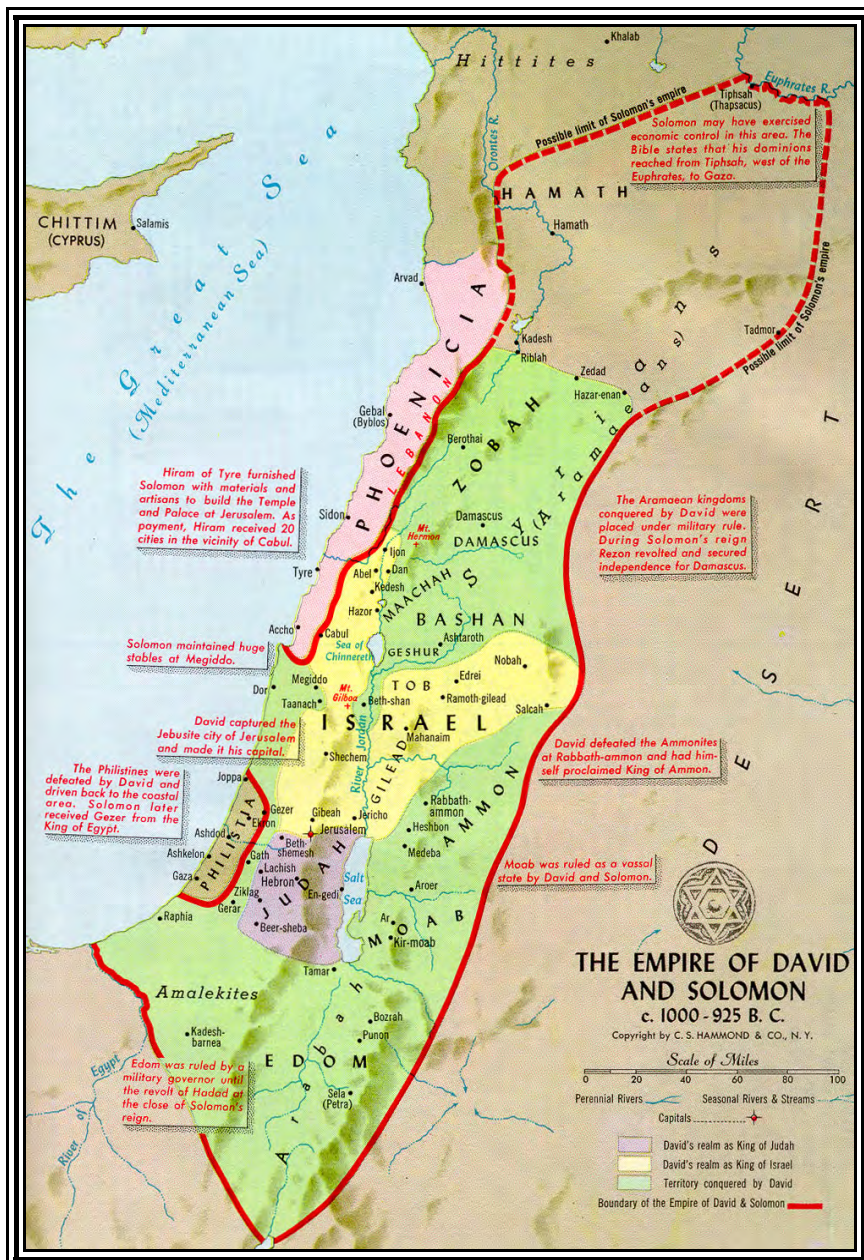 Khalab
Hittites
Euphrates R.
Tiphsah
(Thapsacus)
Possible limit of Solomon's empire
Orontes R.
Solomon may have exercised
economic control in this area. The
Bible states that his dominions
reached from Tiphsah, west of the
Euphrates, to Gaza.
HAMATH
Hamath
CHITTIM
(CYPRUS)
Salamis
The Great Sea
(Mediterranean Sea)
Arvad
Kadesh
Riblah
Tadmor
Possible limit of Solomon's empire
Zedad
Hazar-enan
PHOENICIA
LEBANON
Gebal
(Byblos)
Berothai
ZOBAH
Syrians
(Aramaeans)
DESERT
Hiram of Tyre furnished
Solomon with materials and
artisans to build the Temple
and Palace at Jerusalem. As
payment, Hiram received 20
cities in the vicinity of Cabul.
The Aramaean kingdoms
conquered by David were
placed under military rule.
During Solomon's reign
Rezon revolted and secured
independence for Damascus.
Sidon
Damascus
DAMASCUS
Mt.
Hermon
Ijon
Tyre
Abel
Dan
Kedesh
MAACHAH
Hazor
BASHAN
Accho
Cabul
Sea of
Chinnereth
GESHUR
Ashtaroth
Solomon maintained huge
stables at Megiddo.
Nobah
Edrei
TOB
Dor
Megiddo
Mt.
Gilboa
Taanach
Beth-shan
Ramoth-gilead
Salcah
ISRAEL
David captured the
Jebusite city of Jerusalem
and made it his capital.
Mahanaim
Shechem
River Jordan
GILEAD
David defeated the Ammonites
at Rabbath-ammon and had him-
self proclaimed King of Ammon.
The Philistines were
defeated by David and
driven back to the coastal
area. Solomon later
received Gezer from the
King of Egypt.
Joppa
AMMON
Rabbath-
ammon
Gezer
Gibeah
Jericho
Ekron
Jerusalem
Heshbon
Ashdod
Beth-
shemesh
Medeba
PHILISTIA
Ashkelon
Gath
Lachish
JUDAH
Gaza
Hebron
En-gedi
Salt
Sea
Aroer
Moab was ruled as a vassal
state by David and Solomon.
Ziklag
Gerar
Raphia
Beer-sheba
Ar
MOAB
Kir-moab
Tamar
Amalekites
Arabah
Bozrah
Punon
Kadesh-
barnea
EDOM
Edom was ruled by a
military governor until
the revolt of Hadad at
the close of Solomon's
reign.
Sela
(Petra)
River of Egypt
THE EMPIRE OF DAVID
AND SOLOMON
c. 1000-925 B. C.
Copyright by C. S. HAMMOND & CO., N. Y.
Scale of Miles
0 20 40 60 80 100
Perennial Rivers
Seasonal Rivers & Streams
Capitals
David's realm as King of Judah
David's realm as King of Israel
Territory conquered by David
Boundary of the Empire of David & Solomon